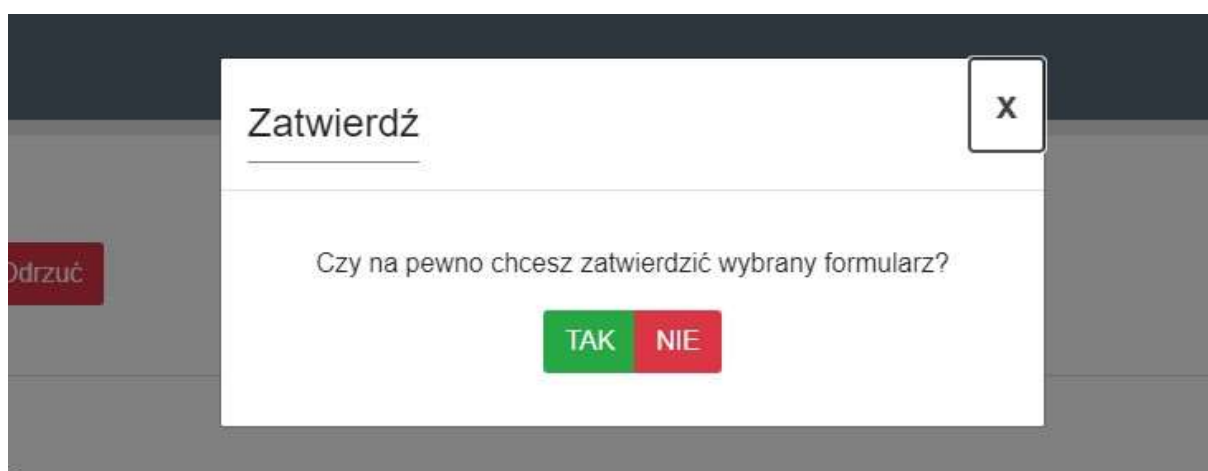 Zatwierdź
x
Odrzuć
Czy na pewno chcesz zatwierdzić wybrany formularz?
TAK NIE